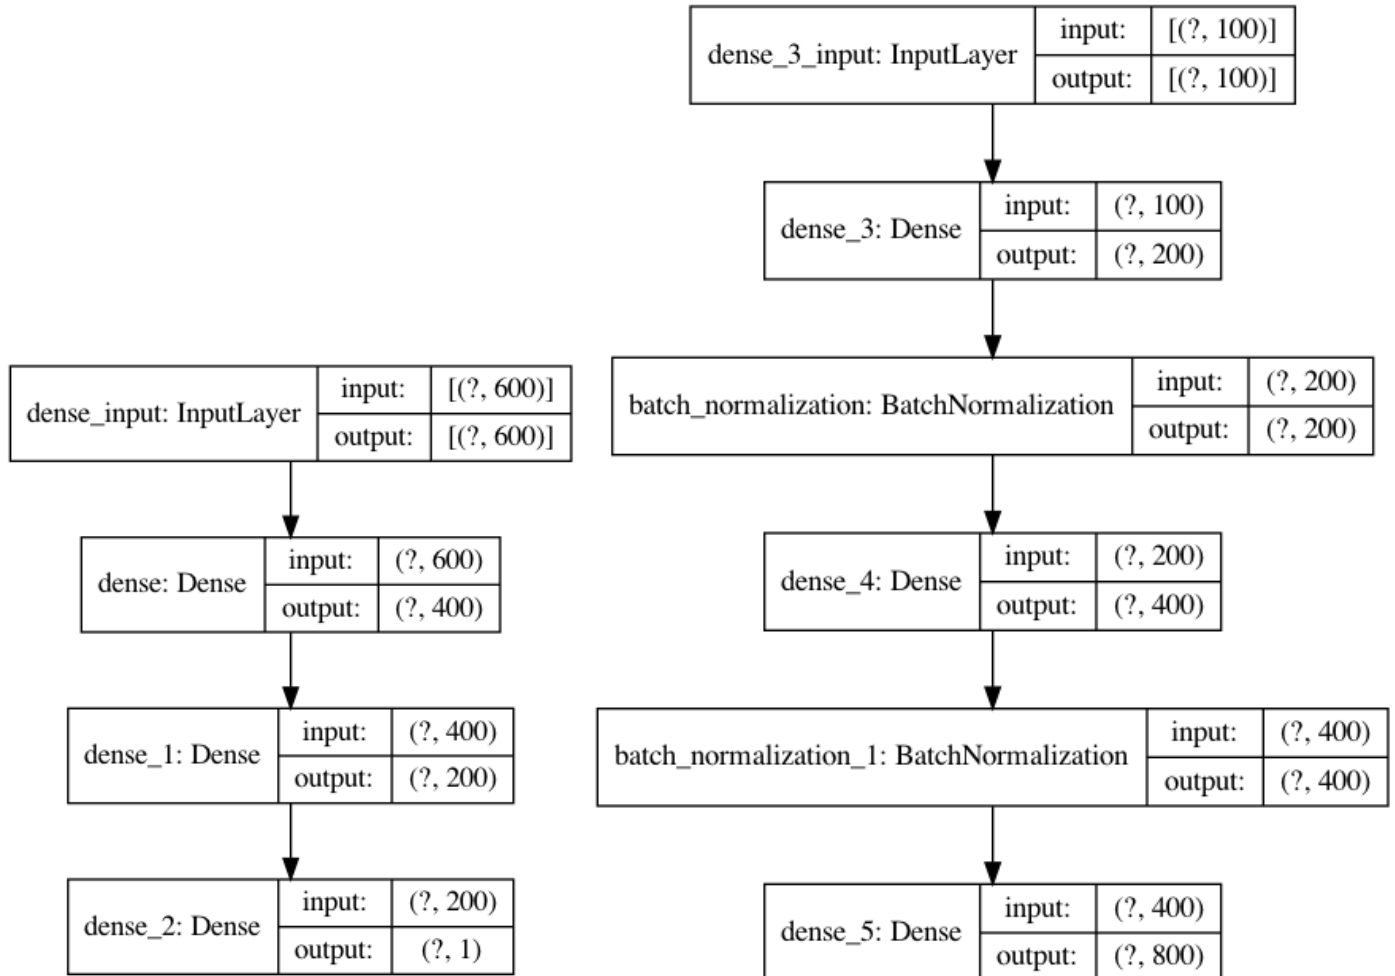 dense_input: InputLayer
input: [(?, 600)]
output: [(?, 600)]
dense: Dense
input: (?, 600)
output: (?, 400)
dense_1: Dense
input: (?, 400)
output: (?, 200)
dense_2: Dense
input: (?, 200)
output: (?, 1)
dense_3_input: InputLayer
input: [(?, 100)]
output: [(?, 100)]
dense_3: Dense
input: (?, 100)
output: (?, 200)
batch_normalization: BatchNormalization
input: (?, 200)
output: (?, 200)
dense_4: Dense
input: (?, 200)
output: (?, 400)
batch_normalization_1: BatchNormalization
input: (?, 400)
output: (?, 400)
dense_5: Dense
input: (?, 400)
output: (?, 800)